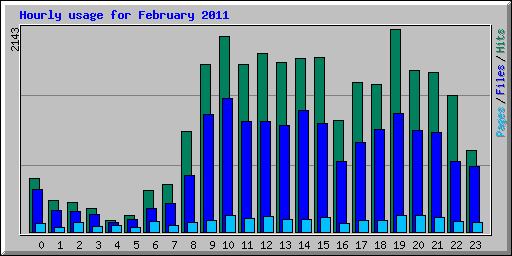 Hourly usage for February 2011
2143
Pages / Files / Hits
0 1 2 3 4 5 6 7 8 9 10 11 12 13 14 15 16 17 18 19 20 21 22 23